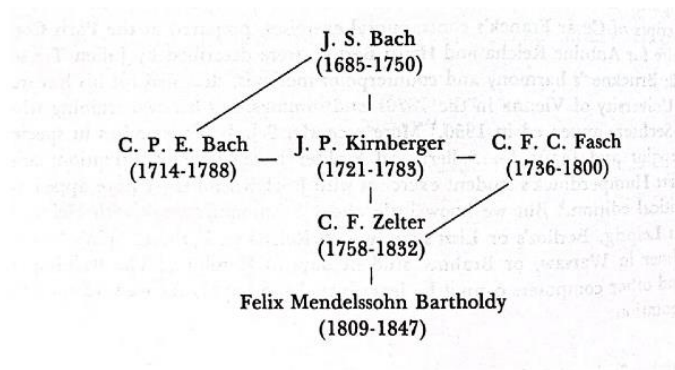 J. S. Bach
(1685-1750)
C. P. E. Bach
(1714-1788)
J. P. Kirnberger
(1721-1783)
C. F. C. Fasch
(1736-1800)
C. F. Zelter
(1758-1832)
Felix Mendelssohn Bartholdy
(1809-1847)